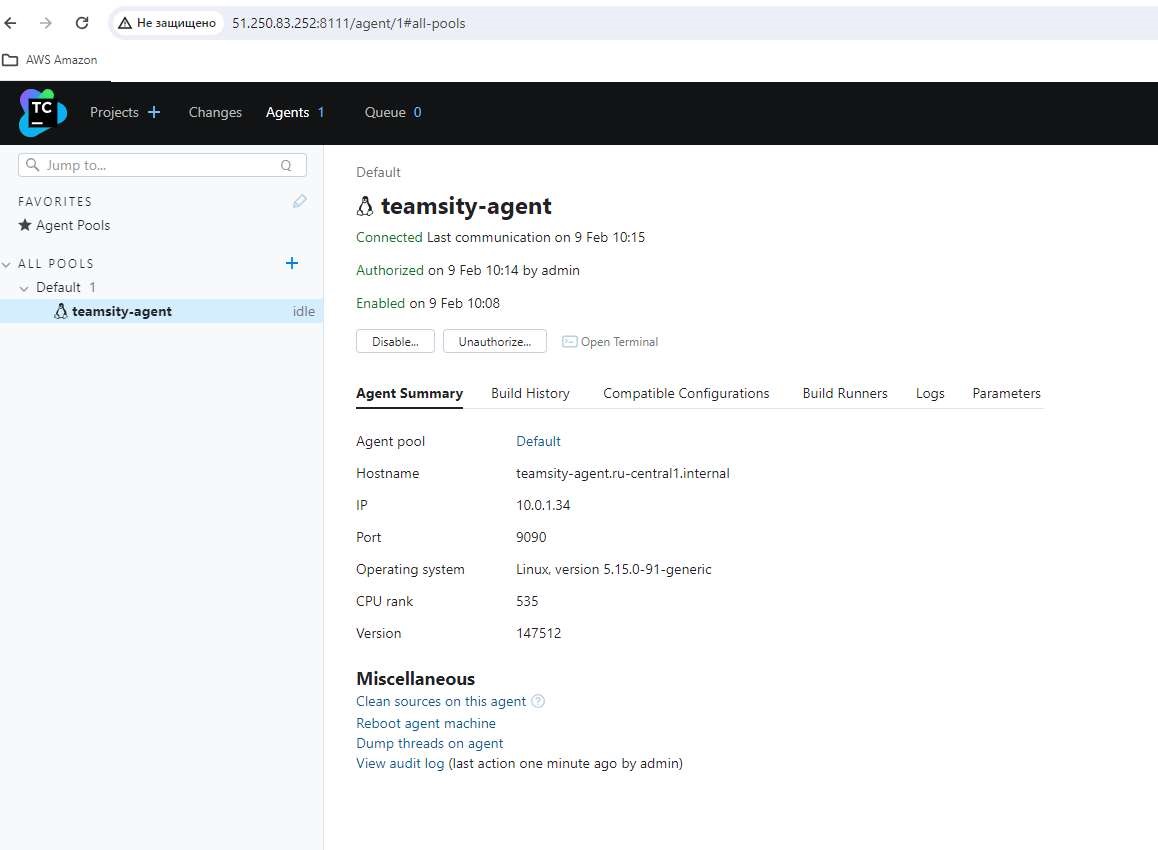 Не защищено 51.250.83.252:8111/agent/1#all-pools
AWS Amazon
TC
Projects Changes Agents 1 Queue 0
Jump to... Q
FAVORITES
Agent Pools
ALL POOLS
Default 1
teamsity-agent idle
Default
teamsity-agent
Connected Last communication on 9 Feb 10:15
Authorized on 9 Feb 10:14 by admin
Enabled on 9 Feb 10:08
Disable... Unauthorize... Open Terminal
Agent Summary Build History Compatible Configurations Build Runners Logs Parameters
Agent pool Default
Hostname teamsity-agent.ru-central1.internal
IP 10.0.1.34
Port 9090
Operating system Linux, version 5.15.0-91-generic
CPU rank 535
Version 147512
Miscellaneous
Clean sources on this agent ?
Reboot agent machine
Dump threads on agent
View audit log (last action one minute ago by admin)